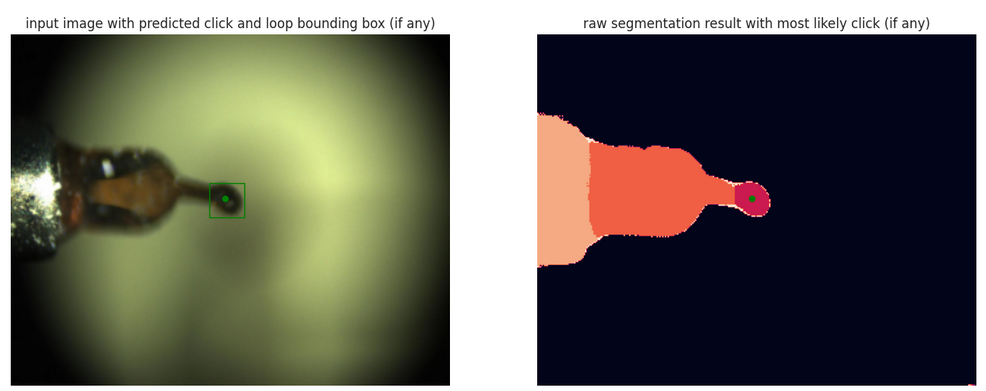 input image with predicted click and loop bounding box (if any)
raw segmentation result with most likely click (if any)